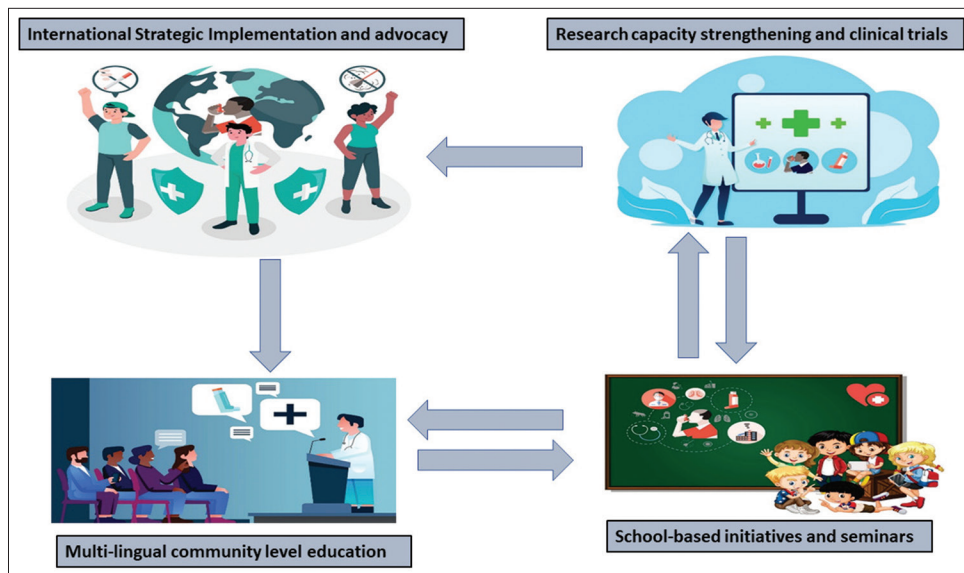 International Strategic Implementation and advocacy
Research capacity strengthening and clinical trials
Multi-lingual community level education
School-based initiatives and seminars